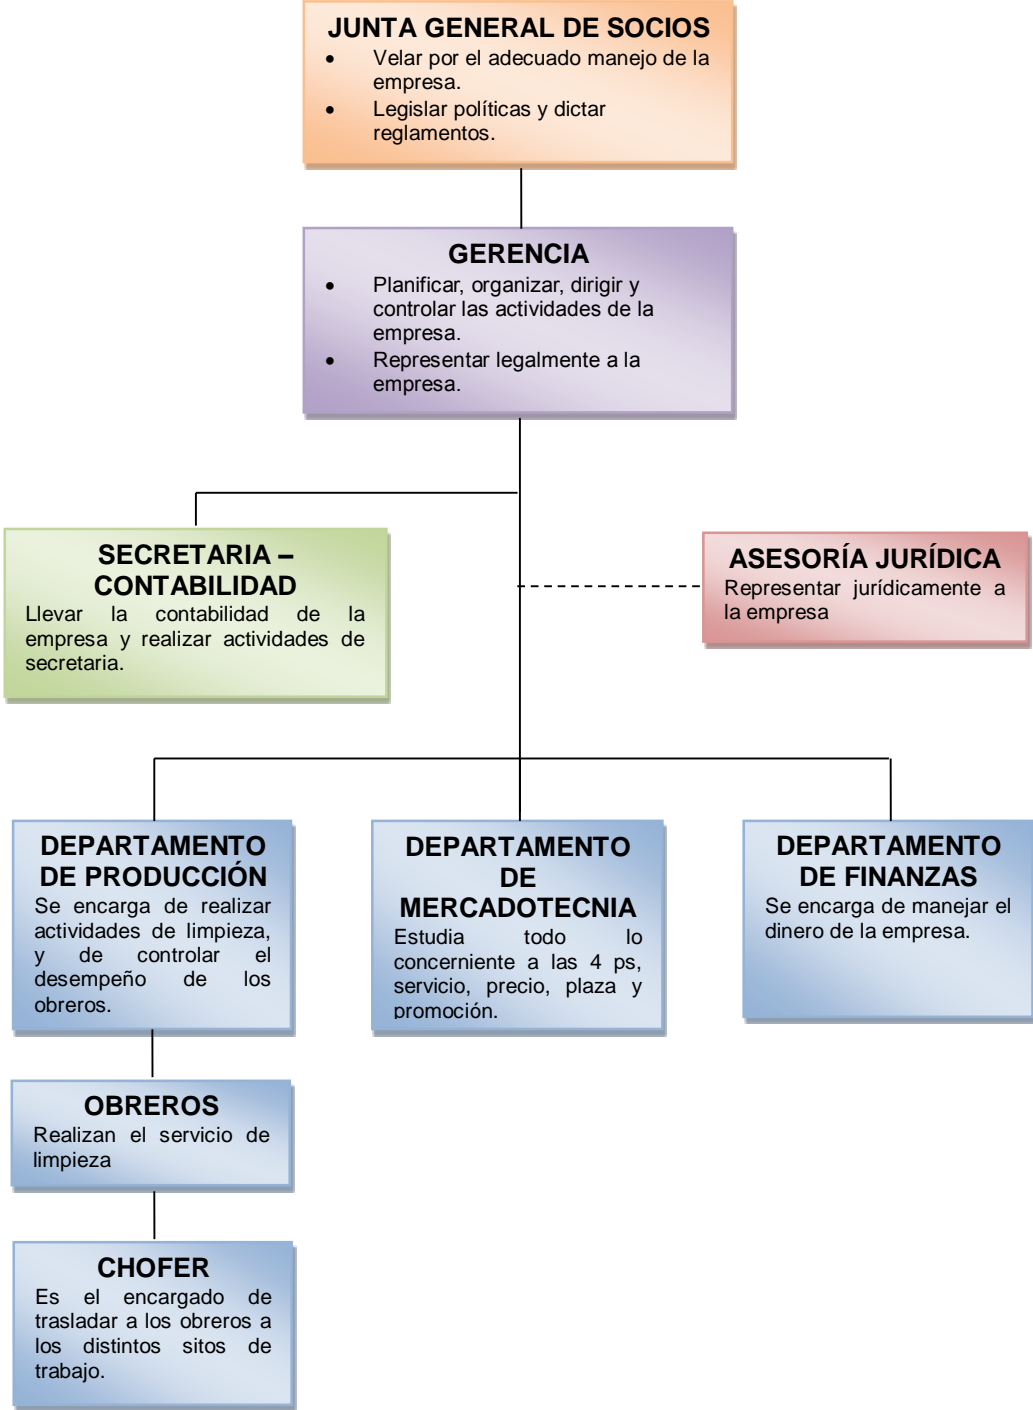 JUNTA GENERAL DE SOCIOS
• Velar por el adecuado manejo de la
empresa.
• Legislar políticas y dictar
reglamentos.
GERENCIA
• Planificar, organizar, dirigir y
controlar las actividades de la
empresa.
• Representar legalmente a la
empresa.
SECRETARIA –
CONTABILIDAD
Llevar la contabilidad de la
empresa y realizar actividades de
secretaria.
ASESORÍA JURÍDICA
Representar jurídicamente a
la empresa
DEPARTAMENTO
DE PRODUCCIÓN
Se encarga de realizar
actividades de limpieza,
y de controlar el
desempeño de los
obreros.
DEPARTAMENTO
DE
MERCADOTECNIA
Estudia todo lo
concerniente a las 4 ps,
servicio, precio, plaza y
promoción.
DEPARTAMENTO
DE FINANZAS
Se encarga de manejar el
dinero de la empresa.
OBREROS
Realizan el servicio de
limpieza
CHOFER
Es el encargado de
trasladar a los obreros a
los distintos sitos de
trabajo.